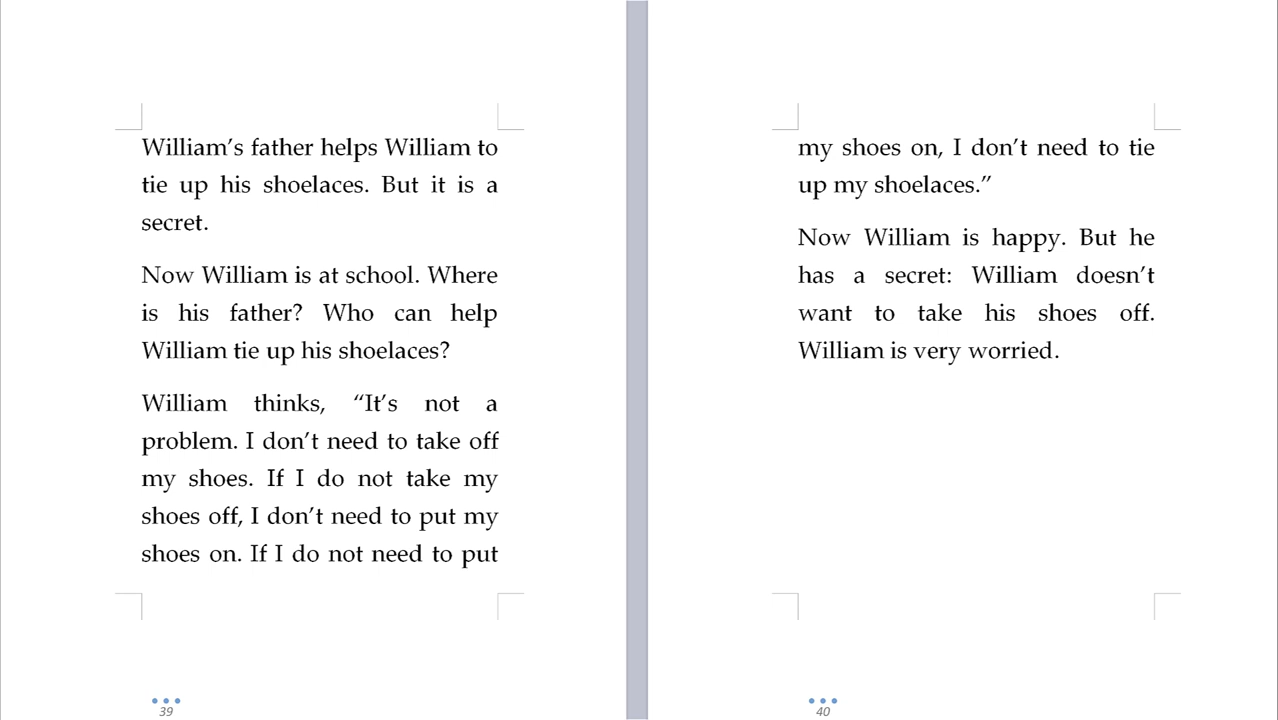 William’s father helps William to
tie up his shoelaces. But it is a
secret.
Now William is at school. Where
is his father? Who can help
William tie up his shoelaces?
William thinks, “It’s not a
problem. I don’t need to take off
my shoes. If I do not take my
shoes off, I don’t need to put my
shoes on. If I do not need to put
39
my shoes on, I don’t need to tie
up my shoelaces.”
Now William is happy. But he
has a secret: William doesn’t
want to take his shoes off.
William is very worried.
40